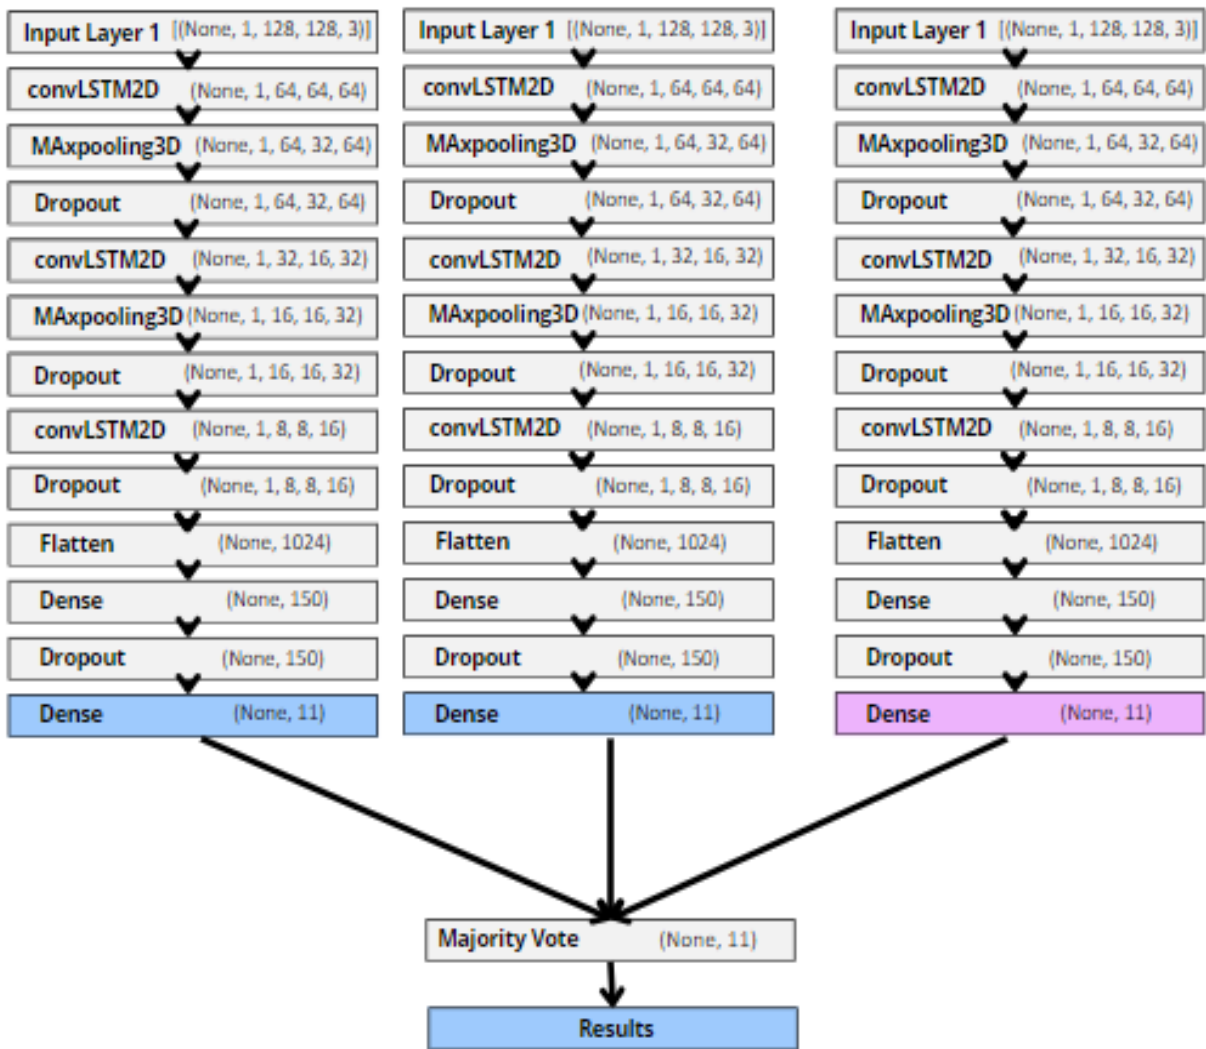 Input Layer 1 [(None, 1, 128, 128, 3)]
convLSTM2D (None, 1, 64, 64, 64)
MAxpooling3D (None, 1, 64, 32, 64)
Dropout (None, 1, 64, 32, 64)
convLSTM2D (None, 1, 32, 16, 32)
MAxpooling3D (None, 1, 16, 16, 32)
Dropout (None, 1, 16, 16, 32)
convLSTM2D (None, 1, 8, 8, 16)
Dropout (None, 1, 8, 8, 16)
Flatten (None, 1024)
Dense (None, 150)
Dropout (None, 150)
Dense (None, 11)
Input Layer 1 [(None, 1, 128, 128, 3)]
convLSTM2D (None, 1, 64, 64, 64)
MAxpooling3D (None, 1, 64, 32, 64)
Dropout (None, 1, 64, 32, 64)
convLSTM2D (None, 1, 32, 16, 32)
MAxpooling3D (None, 1, 16, 16, 32)
Dropout (None, 1, 16, 16, 32)
convLSTM2D (None, 1, 8, 8, 16)
Dropout (None, 1, 8, 8, 16)
Flatten (None, 1024)
Dense (None, 150)
Dropout (None, 150)
Dense (None, 11)
Input Layer 1 [(None, 1, 128, 128, 3)]
convLSTM2D (None, 1, 64, 64, 64)
MAxpooling3D (None, 1, 64, 32, 64)
Dropout (None, 1, 64, 32, 64)
convLSTM2D (None, 1, 32, 16, 32)
MAxpooling3D (None, 1, 16, 16, 32)
Dropout (None, 1, 16, 16, 32)
convLSTM2D (None, 1, 8, 8, 16)
Dropout (None, 1, 8, 8, 16)
Flatten (None, 1024)
Dense (None, 150)
Dropout (None, 150)
Dense (None, 11)
Majority Vote (None, 11)
Results